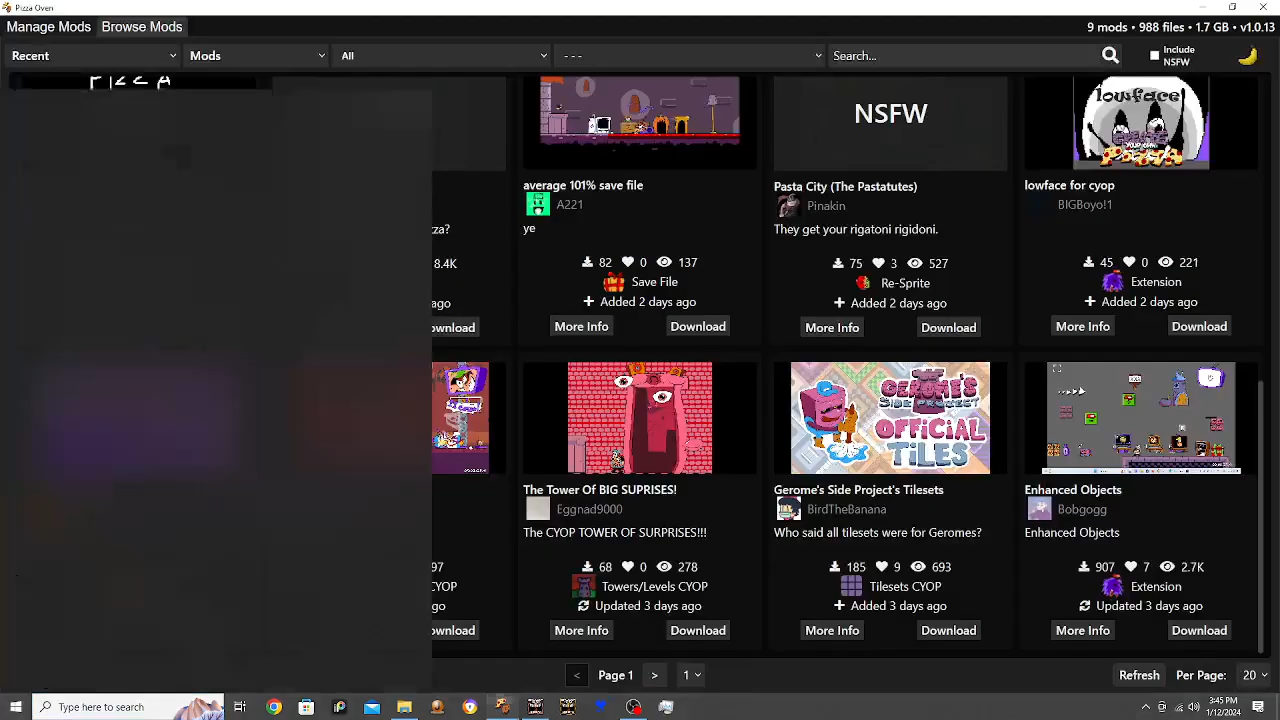 Pizza Oven
Manage Mods Browse Mods 9 mods • 988 files • 1.7 GB • v1.0.13
Recent Mods All - - - Search... Include NSFW
NSFW
lowface
average 101% save file
A221
ye
82 0 137
Save File
Added 2 days ago
More Info Download
Pasta City (The Pastatutes)
Pinakin
They get your rigatoni rigidoni.
75 3 527
Re-Sprite
Added 2 days ago
More Info Download
lowface for cyop
BIGBoyo!1
45 0 221
Extension
Added 2 days ago
More Info Download
za?
8.4K
ago
ownload
97
YOP
ago
ownload
The Tower Of BIG SUPRISES!
Eggnad9000
The CYOP TOWER OF SURPRISES!!!
68 0 278
Towers/Levels CYOP
Updated 3 days ago
More Info Download
GEROME'S
SIDE PROJECT
OFFICIAL
TILES
Gerome's Side Project's Tilesets
BirdTheBanana
Who said all tilesets were for Geromes?
185 9 693
Tilesets CYOP
Added 3 days ago
More Info Download
Enhanced Objects
Bobgogg
Enhanced Objects
907 7 2.7K
Extension
Updated 3 days ago
More Info Download
< Page 1 > 1 Refresh Per Page: 20
Type here to search
3:45 PM
1/12/2024